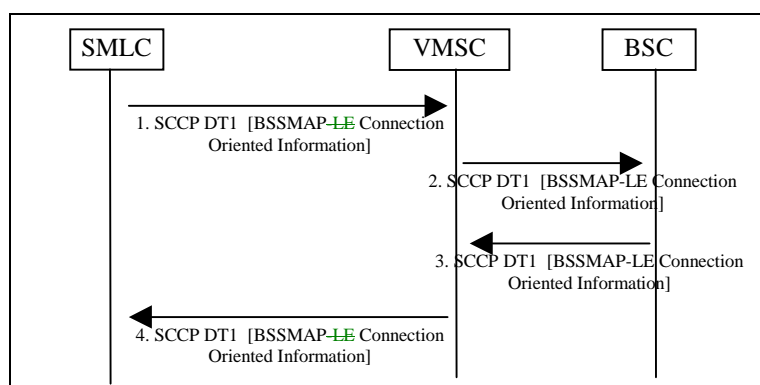 SMLC
VMSC
BSC
1. SCCP DT1 [BSSMAP-LE Connection
Oriented Information]
2. SCCP DT1 [BSSMAP-LE Connection
Oriented Information]
3. SCCP DT1 [BSSMAP-LE Connection
Oriented Information]
4. SCCP DT1 [BSSMAP-LE Connection
Oriented Information]